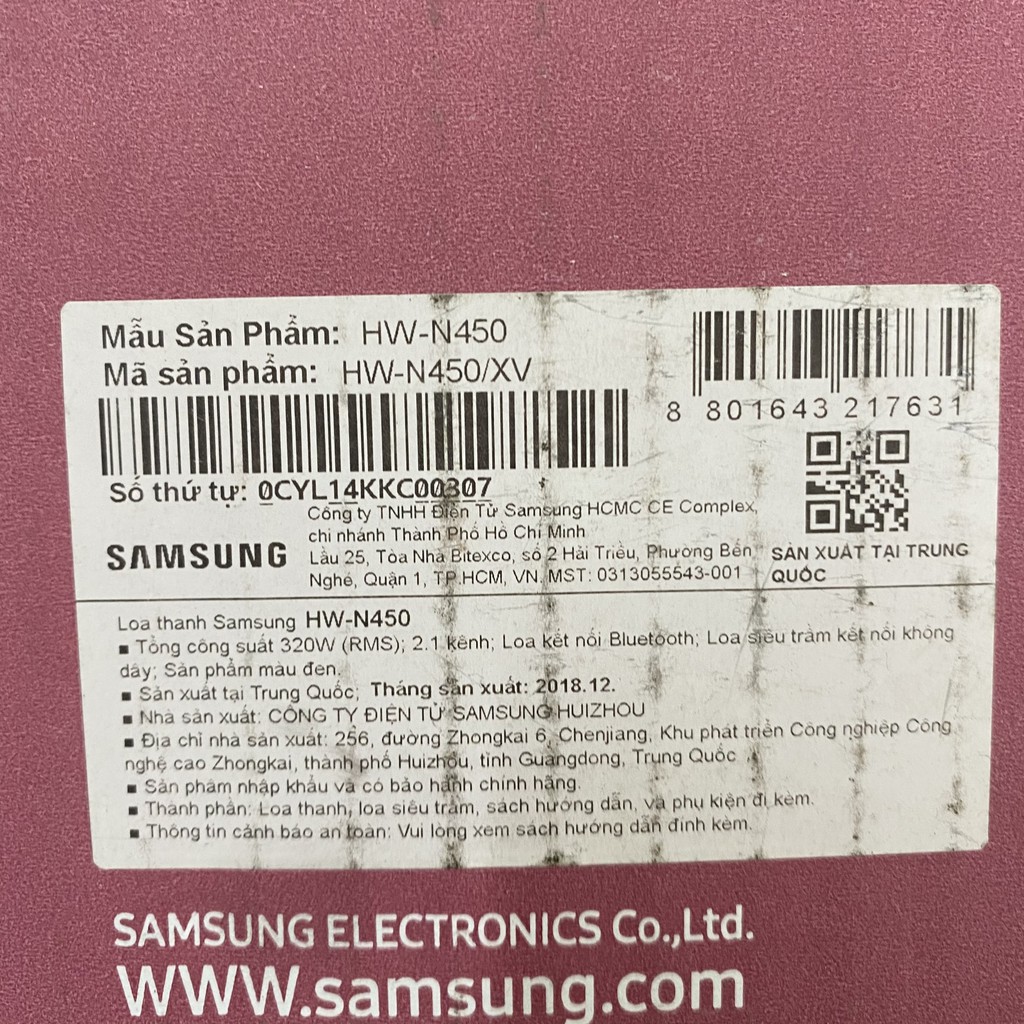 Mẫu Sản Phẩm: HW-N450
Mã sản phẩm: HW-N450/XV
8 801643 217631
Số thứ tự: 0CYL14KKC00307
Công ty TNHH Điện Tử Samsung HCMC CE Complex,
chi nhánh Thành Phố Hồ Chí Minh
SAMSUNG
Lầu 25, Tòa Nhà Bitexco, số 2 Hải Triều, Phường Bến
Nghé, Quận 1, TP.HCM, VN. MST: 0313055543-001
SẢN XUẤT TẠI TRUNG
QUỐC
Loa thanh Samsung HW-N450
▪ Tổng công suất 320W (RMS); 2.1 kênh; Loa kết nối Bluetooth; Loa siêu trầm kết nối không
dây; Sản phẩm màu đen.
▪ Sản xuất tại Trung Quốc; Tháng sản xuất: 2018.12.
▪ Nhà sản xuất: CÔNG TY ĐIỆN TỬ SAMSUNG HUIZHOU
▪ Địa chỉ nhà sản xuất: 256, đường Zhongkai 6, Chenjiang, Khu phát triển Công nghiệp Công
nghệ cao Zhongkai, thành phố Huizhou, tỉnh Guangdong, Trung Quốc
▪ Sản phẩm nhập khẩu và có bảo hành chính hãng.
▪ Thành phần: Loa thanh, loa siêu trầm, sách hướng dẫn, và phụ kiện đi kèm.
▪ Thông tin cảnh báo an toàn: Vui lòng xem sách hướng dẫn đính kèm.
SAMSUNG ELECTRONICS Co.,Ltd.
WWW.samsung.com